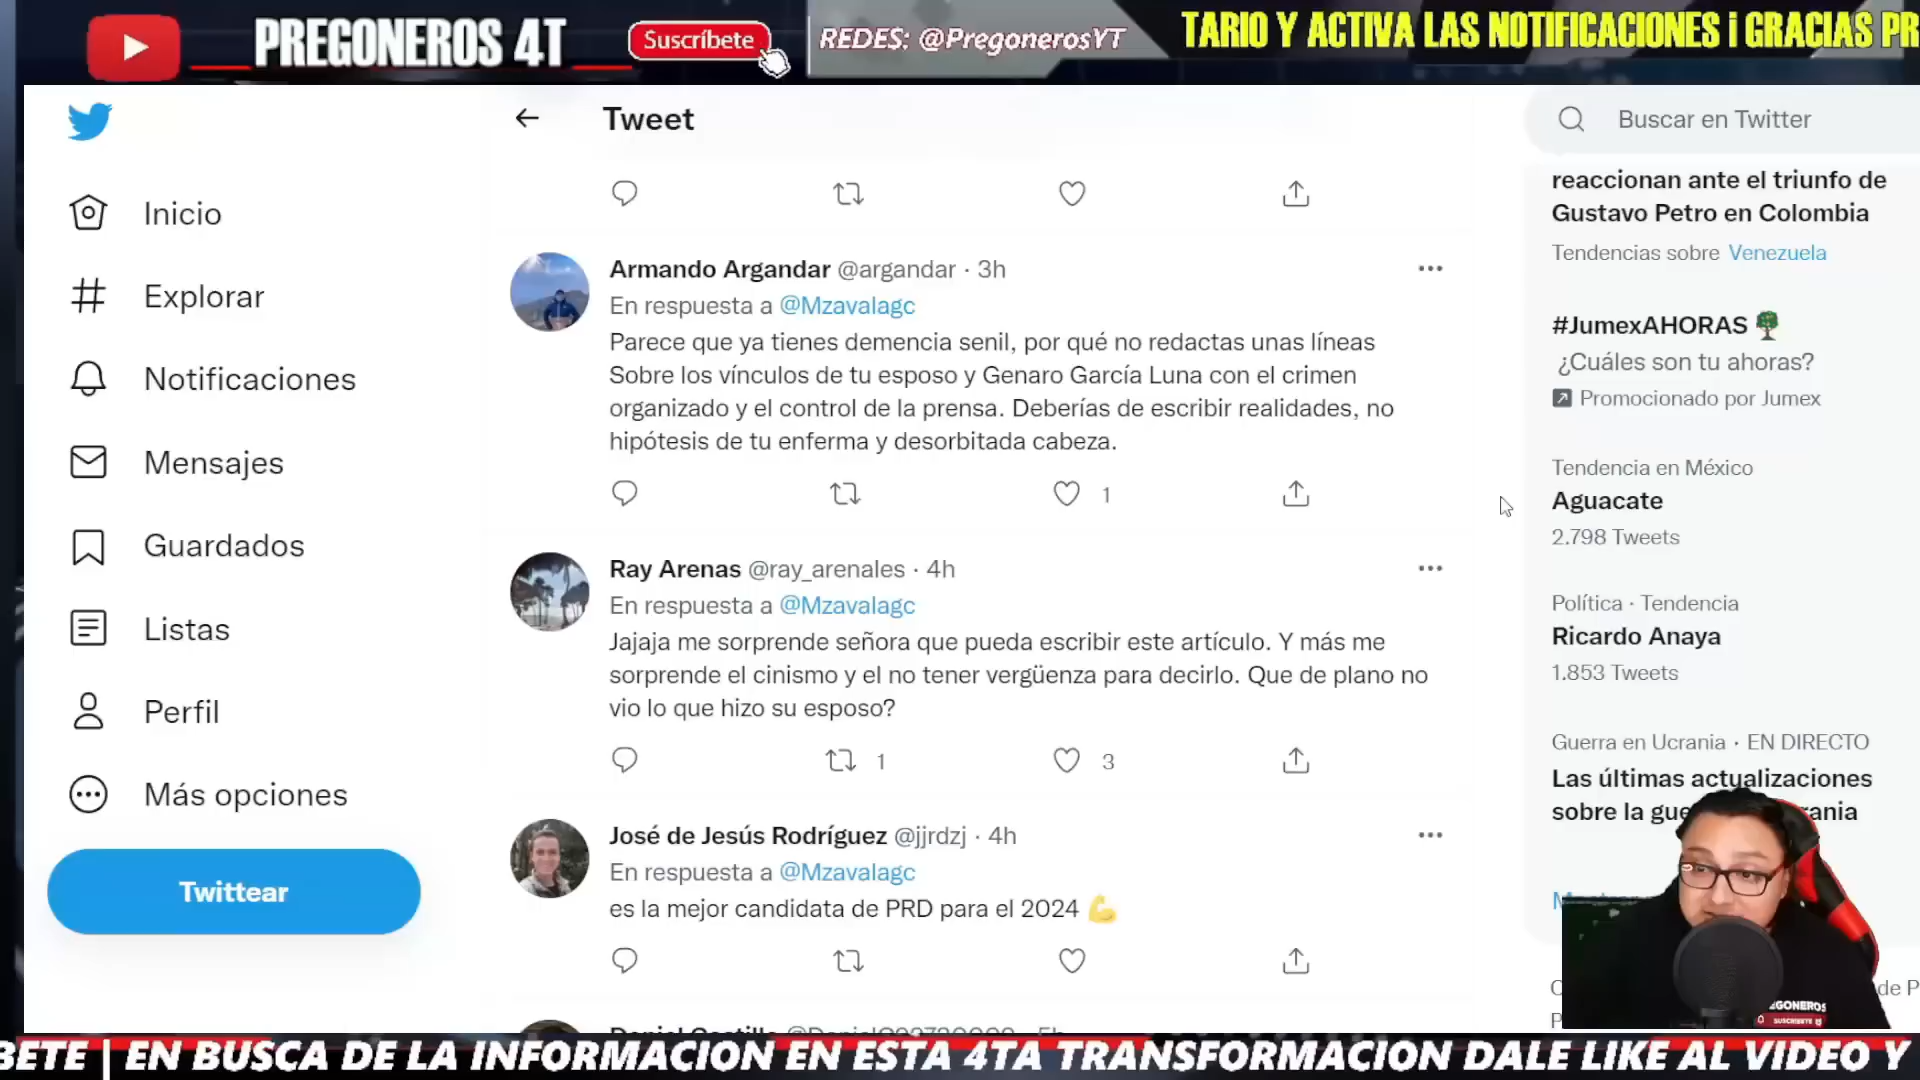 PREGONEROS 4T
Suscríbete
REDES: @PregonerosYT
TARIO Y ACTIVA LAS NOTIFICACIONES ¡ GRACIAS PR
Tweet
Buscar en Twitter
Inicio
Explorar
Notificaciones
Mensajes
Guardados
Listas
Perfil
Más opciones
Twittear
Armando Argandar @argandar · 3h
En respuesta a @Mzavalagc
Parece que ya tienes demencia senil, por qué no redactas unas líneas
Sobre los vínculos de tu esposo y Genaro García Luna con el crimen
organizado y el control de la prensa. Deberías de escribir realidades, no
hipótesis de tu enferma y desorbitada cabeza.
1
Ray Arenas @ray_arenales · 4h
En respuesta a @Mzavalagc
Jajaja me sorprende señora que pueda escribir este artículo. Y más me
sorprende el cinismo y el no tener vergüenza para decirlo. Que de plano no
vio lo que hizo su esposo?
1 3
José de Jesús Rodríguez @jjrdzj · 4h
En respuesta a @Mzavalagc
es la mejor candidata de PRD para el 2024 💪
reaccionan ante el triunfo de
Gustavo Petro en Colombia
Tendencias sobre Venezuela
#JumexAHORAS
¿Cuáles son tu ahoras?
Promocionado por Jumex
Tendencia en México
Aguacate
2.798 Tweets
Política · Tendencia
Ricardo Anaya
1.853 Tweets
Guerra en Ucrania · EN DIRECTO
Las últimas actualizaciones
sobre la gue rania
de P
EGONEROS
SUSCRIBETE
BETE | EN BUSCA DE LA INFORMACION EN ESTA 4TA TRANSFORMACION DALE LIKE AL VIDEO Y